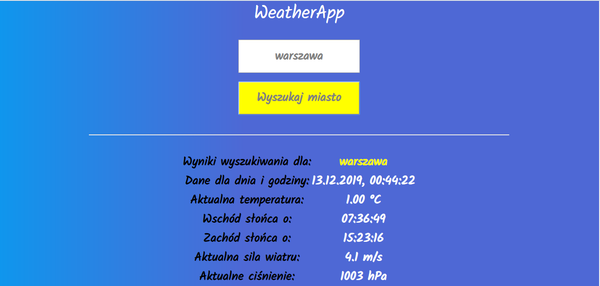 WeatherApp
warszawa
Wyszukaj miasto
Wyniki wyszukiwania dla: warszawa
Dane dla dnia i godziny: 13.12.2019, 00:44:22
Aktualna temperatura: 1.00 °C
Wschód słońca o: 07:36:49
Zachód słońca o: 15:23:16
Aktualna sila wiatru: 4.1 m/s
Aktualne ciśnienie: 1003 hPa